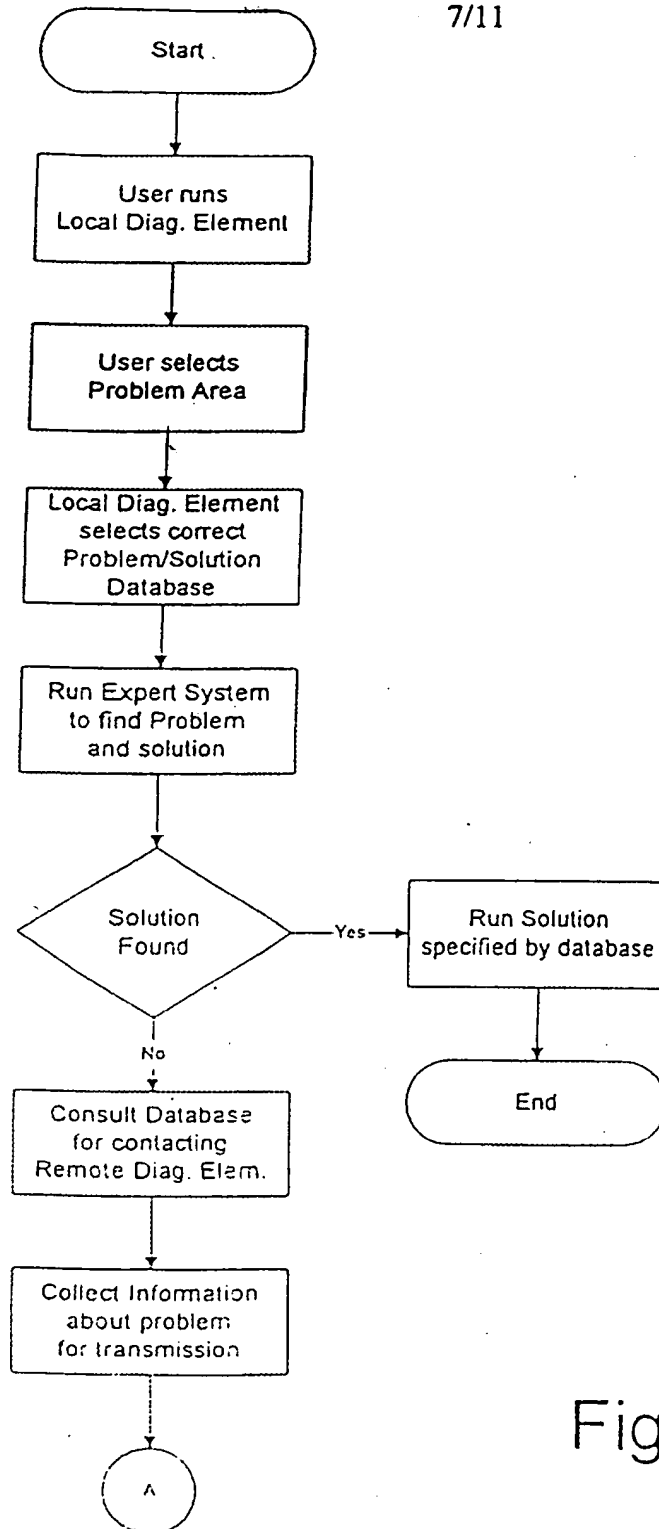 7/11
Start
User runs
Local Diag. Element
User selects
Problem Area
Local Diag. Element
selects correct
Problem/Solution
Database
Run Expert System
to find Problem
and solution
Solution
Found
Yes
Run Solution
specified by database
End
No
Consult Database
for contacting
Remote Diag. Elem.
Collect Information
about problem
for transmission
A
Fig